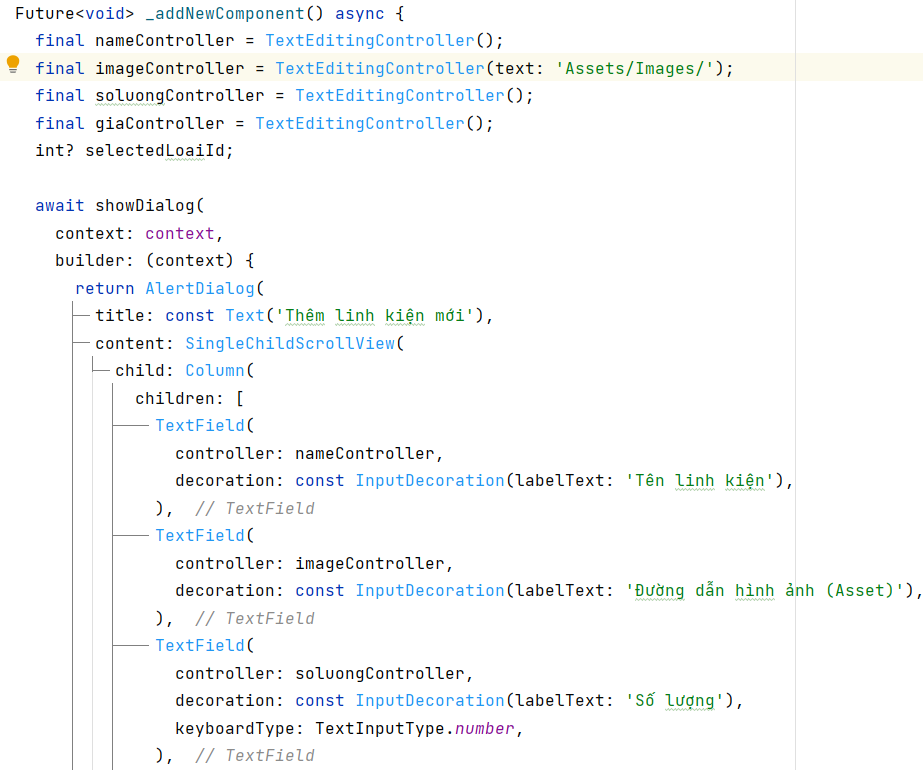 Future<void> _addNewComponent() async {
final nameController = TextEditingController();
final imageController = TextEditingController(text: 'Assets/Images/');
final soluongController = TextEditingController();
final giaController = TextEditingController();
int? selectedLoaiId;
await showDialog(
context: context,
builder: (context) {
return AlertDialog(
title: const Text('Thêm linh kiện mới'),
content: SingleChildScrollView(
child: Column(
children: [
TextField(
controller: nameController,
decoration: const InputDecoration(labelText: 'Tên linh kiện'),
), // TextField
TextField(
controller: imageController,
decoration: const InputDecoration(labelText: 'Đường dẫn hình ảnh (Asset)'),
), // TextField
TextField(
controller: soluongController,
decoration: const InputDecoration(labelText: 'Số lượng'),
keyboardType: TextInputType.number,
), // TextField